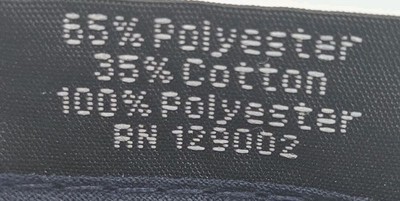 65% Polyester
35% Cotton
100% Polyester
RN 129002